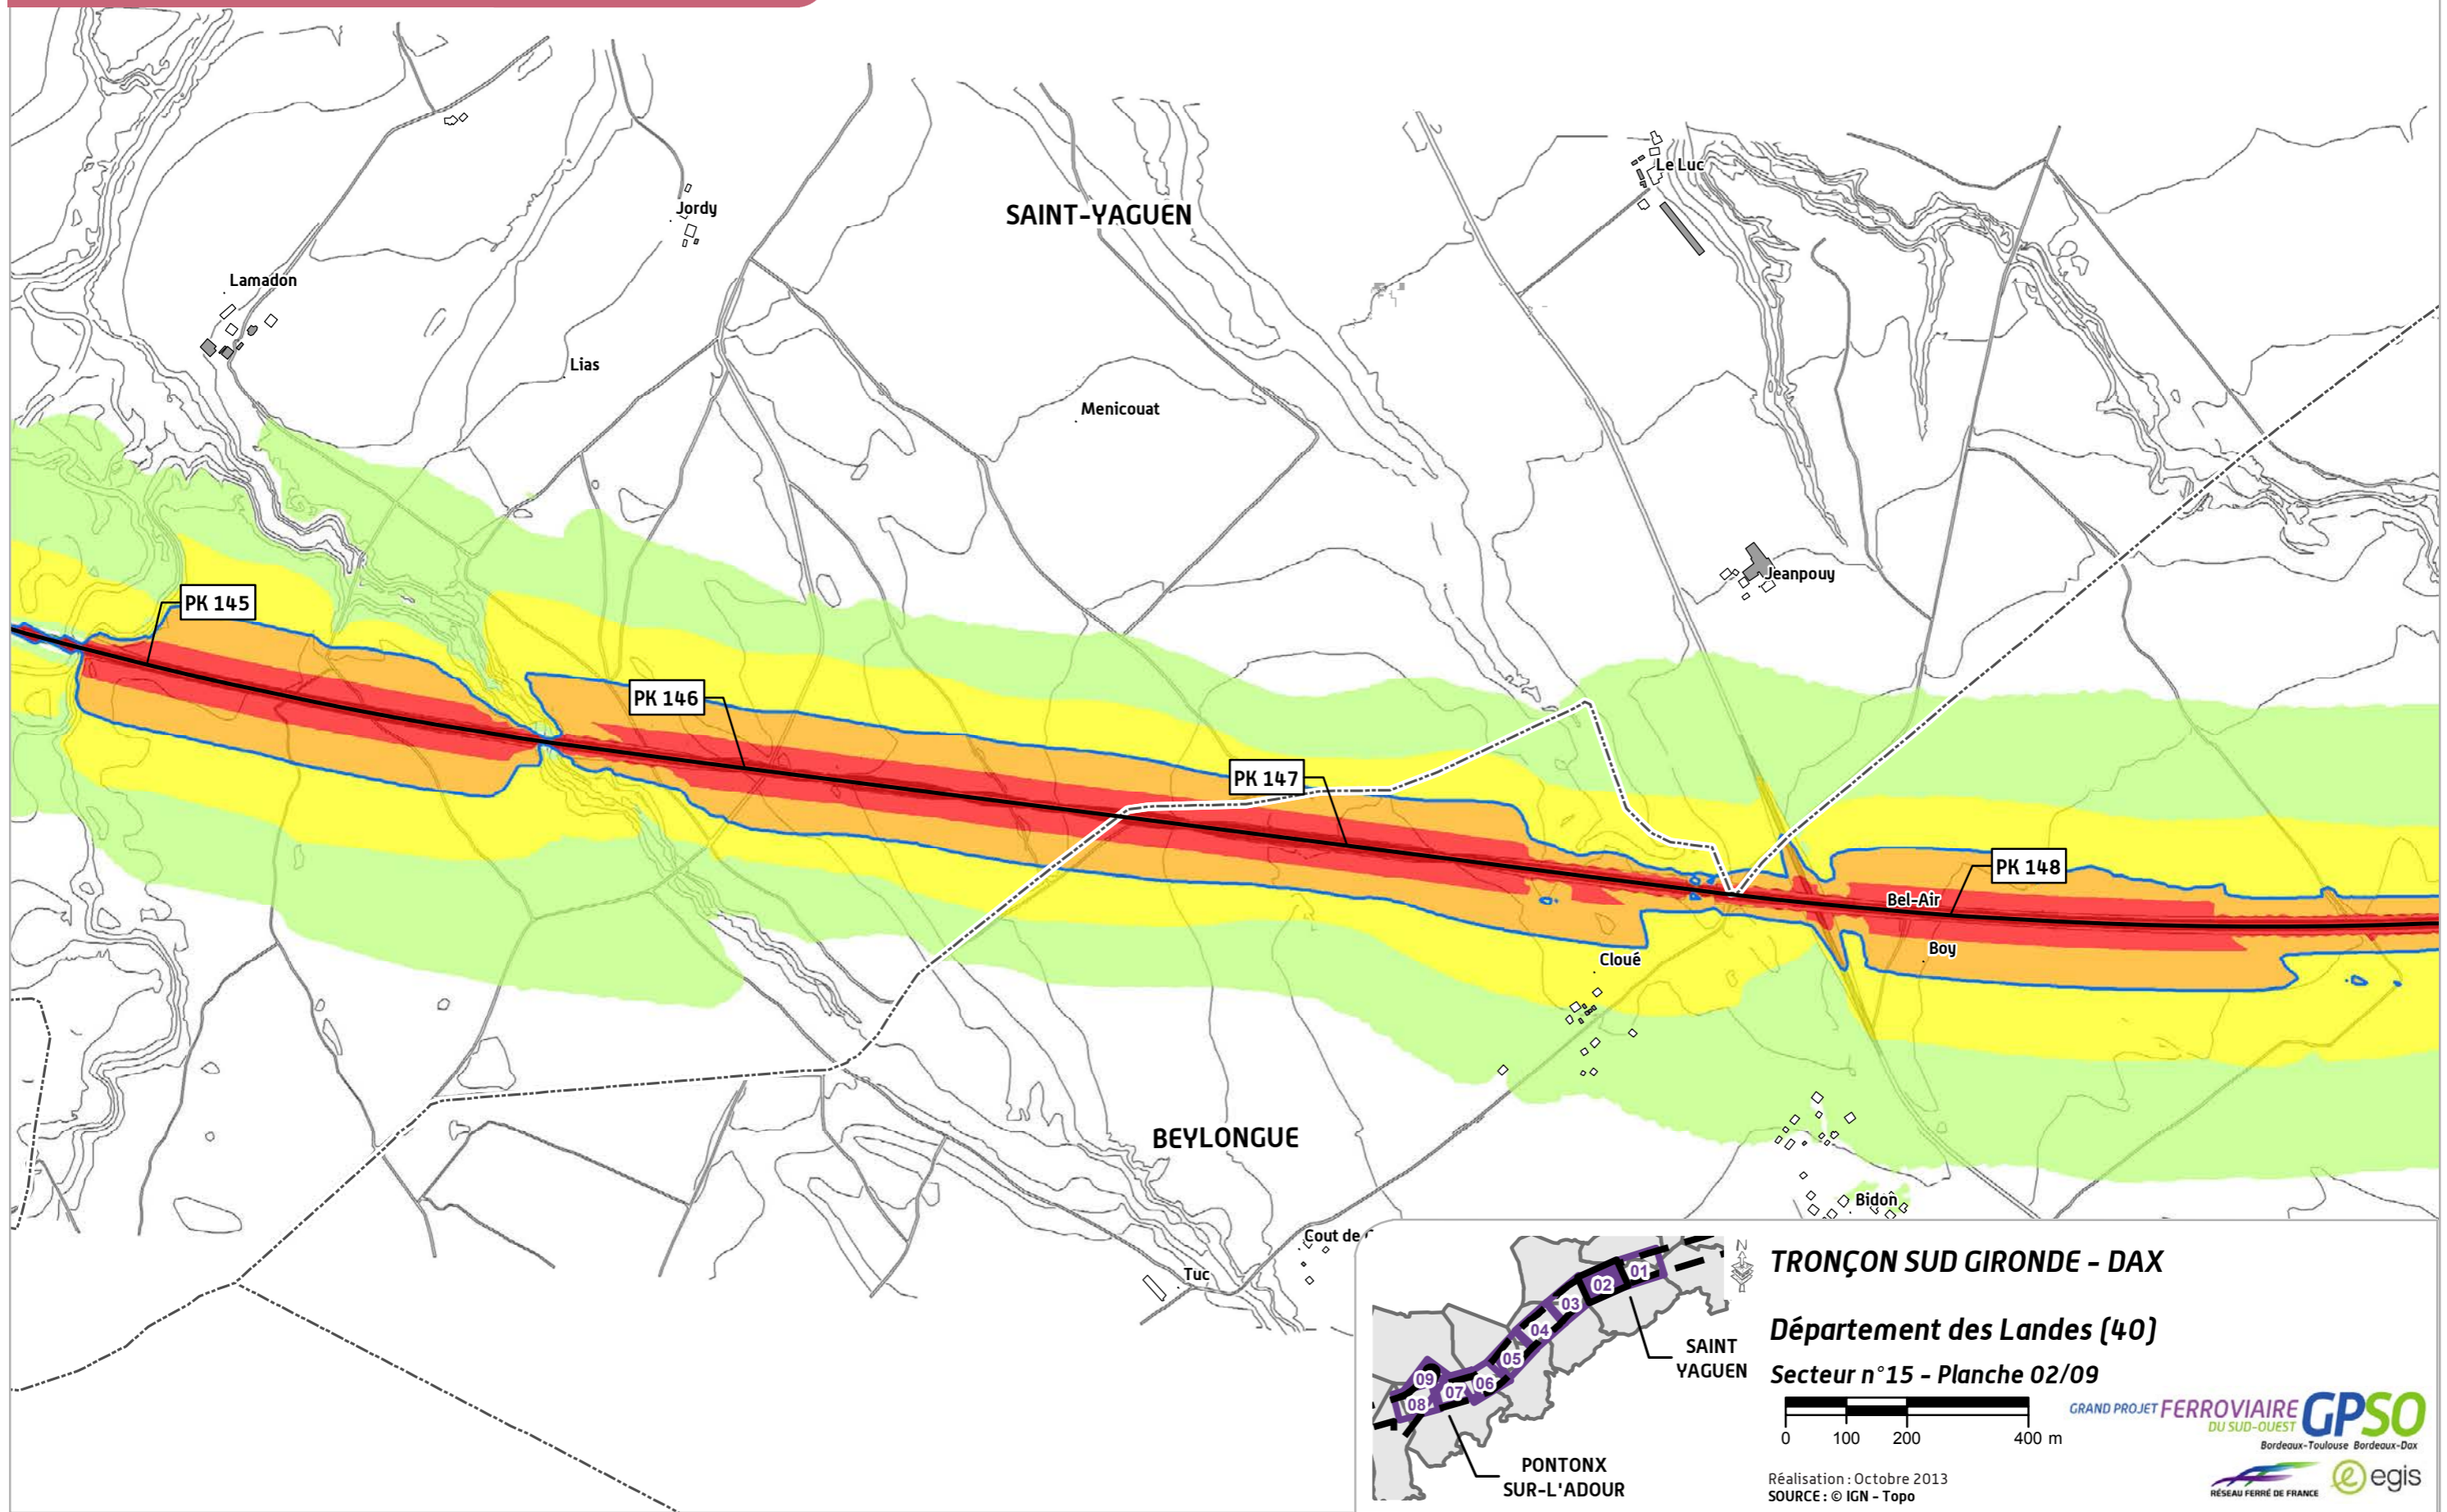 Le Luc
Jordy
SAINT-YAGUEN
Lamadon
Lias
Menicouat
Jeanpouy
PK 145
PK 146
PK 147
PK 148
Bel-Air
Boy
Cloué
BEYLONGUE
Bidon
Cout de
Tuc
N
01
02
03
04
05
06
07
08
09
SAINT
YAGUEN
PONTONX
SUR-L'ADOUR
TRONÇON SUD GIRONDE - DAX
Département des Landes (40)
Secteur n°15 - Planche 02/09
0 100 200 400 m
GRAND PROJET FERROVIAIRE
DU SUD-OUEST
GPSO
Bordeaux-Toulouse Bordeaux-Dax
Réalisation : Octobre 2013
SOURCE : © IGN - Topo
RÉSEAU FERRÉ DE FRANCE
e egis